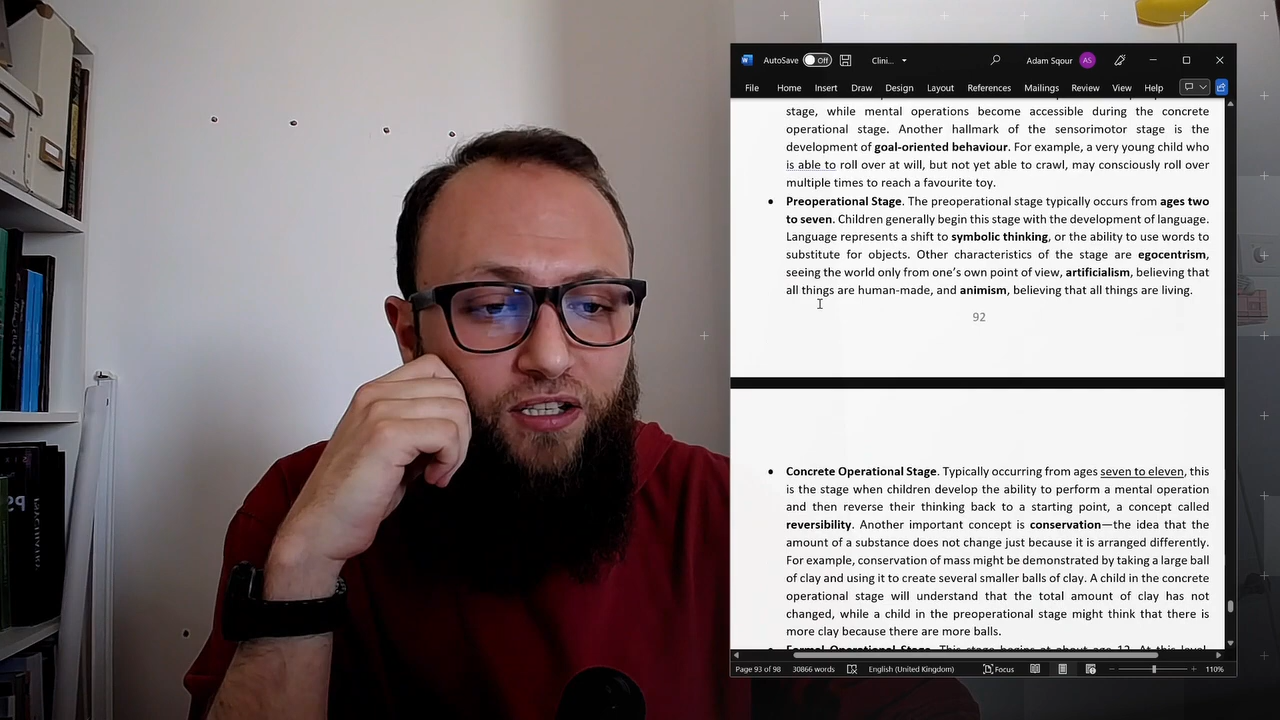 AutoSave Off Clini... Adam Sqour AS
File Home Insert Draw Design Layout References Mailings Review View Help
stage, while mental operations become accessible during the concrete
operational stage. Another hallmark of the sensorimotor stage is the
development of goal-oriented behaviour. For example, a very young child who
is able to roll over at will, but not yet able to crawl, may consciously roll over
multiple times to reach a favourite toy.
• Preoperational Stage. The preoperational stage typically occurs from ages two
to seven. Children generally begin this stage with the development of language.
Language represents a shift to symbolic thinking, or the ability to use words to
substitute for objects. Other characteristics of the stage are egocentrism,
seeing the world only from one's own point of view, artificialism, believing that
all things are human-made, and animism, believing that all things are living.
92
• Concrete Operational Stage. Typically occurring from ages seven to eleven, this
is the stage when children develop the ability to perform a mental operation
and then reverse their thinking back to a starting point, a concept called
reversibility. Another important concept is conservation—the idea that the
amount of a substance does not change just because it is arranged differently.
For example, conservation of mass might be demonstrated by taking a large ball
of clay and using it to create several smaller balls of clay. A child in the concrete
operational stage will understand that the total amount of clay has not
changed, while a child in the preoperational stage might think that there is
more clay because there are more balls.
Formal Operational Stage. This stage begins at about age 12. At this level,
Page 93 of 98 30866 words English (United Kingdom) Focus 110%